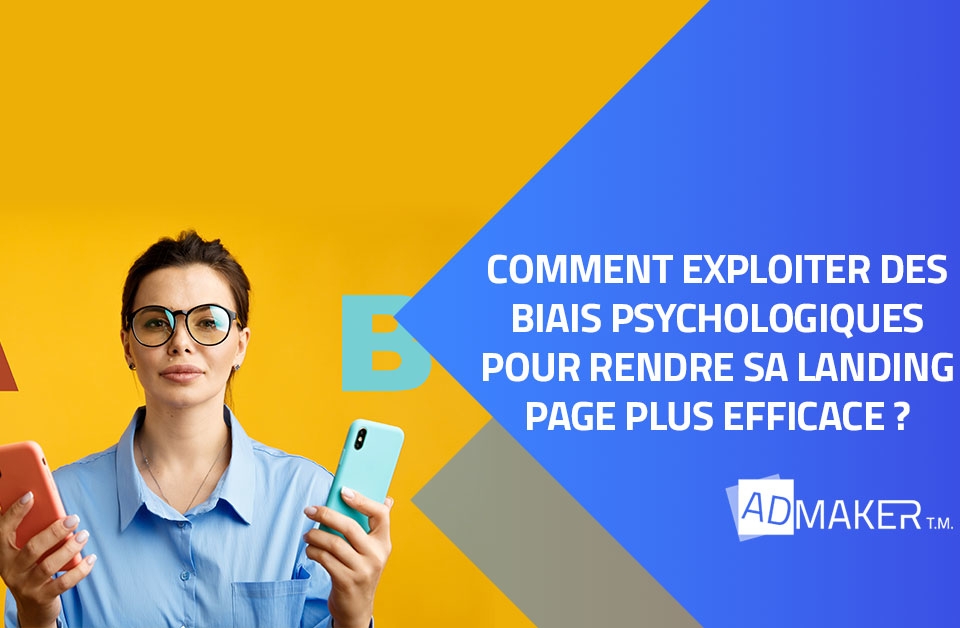 B
COMMENT EXPLOITER DES
BIAIS PSYCHOLOGIQUES
POUR RENDRE SA LANDING
PAGE PLUS EFFICACE ?
ADMAKER T.M.